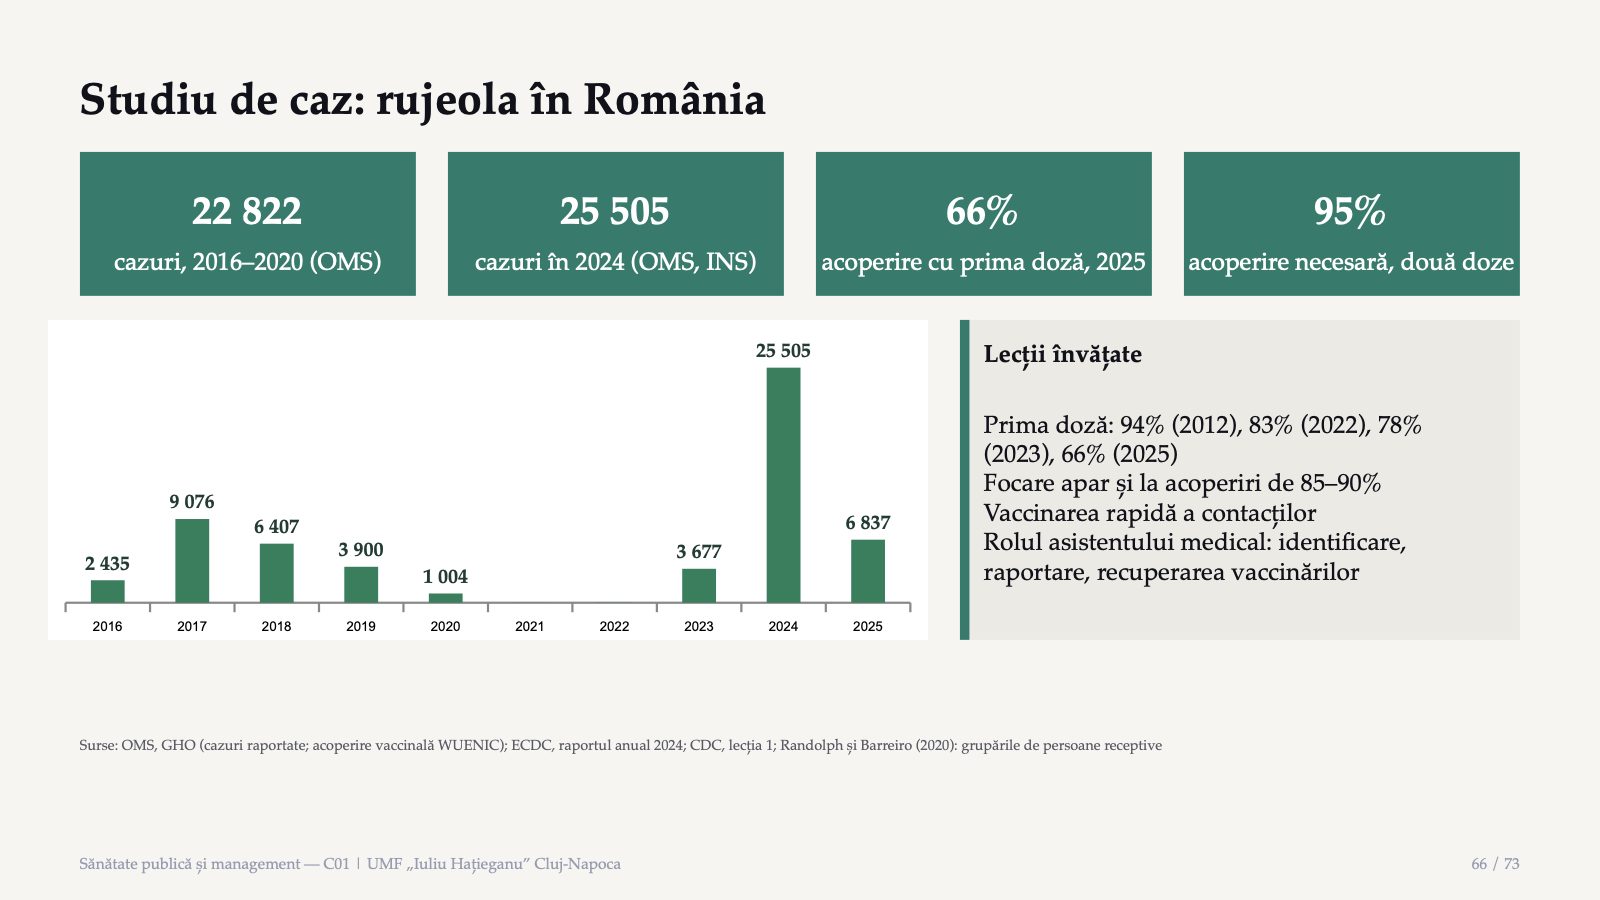 Studiu de caz: rujeola în România
22 822
cazuri, 2016–2020 (OMS)
25 505
cazuri în 2024 (OMS, INS)
66%
acoperire cu prima doză, 2025
95%
acoperire necesară, două doze
25 505
9 076
6 407
3 900
2 435
1 004
3 677
6 837
2016 2017 2018 2019 2020 2021 2022 2023 2024 2025
Lecții învățate
Prima doză: 94% (2012), 83% (2022), 78%
(2023), 66% (2025)
Focare apar și la acoperiri de 85–90%
Vaccinarea rapidă a contacților
Rolul asistentului medical: identificare,
raportare, recuperarea vaccinărilor
Surse: OMS, GHO (cazuri raportate; acoperire vaccinală WUENIC); ECDC, raportul anual 2024; CDC, lecția 1; Randolph și Barreiro (2020): grupările de persoane receptive
Sănătate publică și management — C01 | UMF „Iuliu Hațieganu” Cluj-Napoca
66 / 73